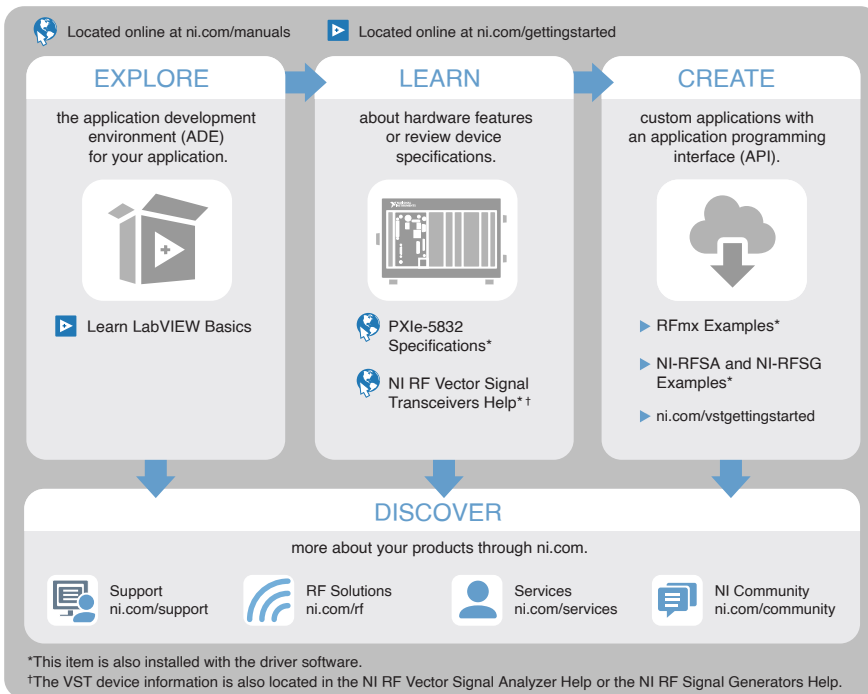 Located online at ni.com/manuals
Located online at ni.com/gettingstarted
EXPLORE
the application development
environment (ADE)
for your application.
Learn LabVIEW Basics
LEARN
about hardware features
or review device
specifications.
PXIe-5832
Specifications*
NI RF Vector Signal
Transceivers Help*†
CREATE
custom applications with
an application programming
interface (API).
RFmx Examples*
NI-RFSA and NI-RFSG
Examples*
ni.com/vstgettingstarted
DISCOVER
more about your products through ni.com.
Support
ni.com/support
RF Solutions
ni.com/rf
Services
ni.com/services
NI Community
ni.com/community
*This item is also installed with the driver software.
†The VST device information is also located in the NI RF Vector Signal Analyzer Help or the NI RF Signal Generators Help.